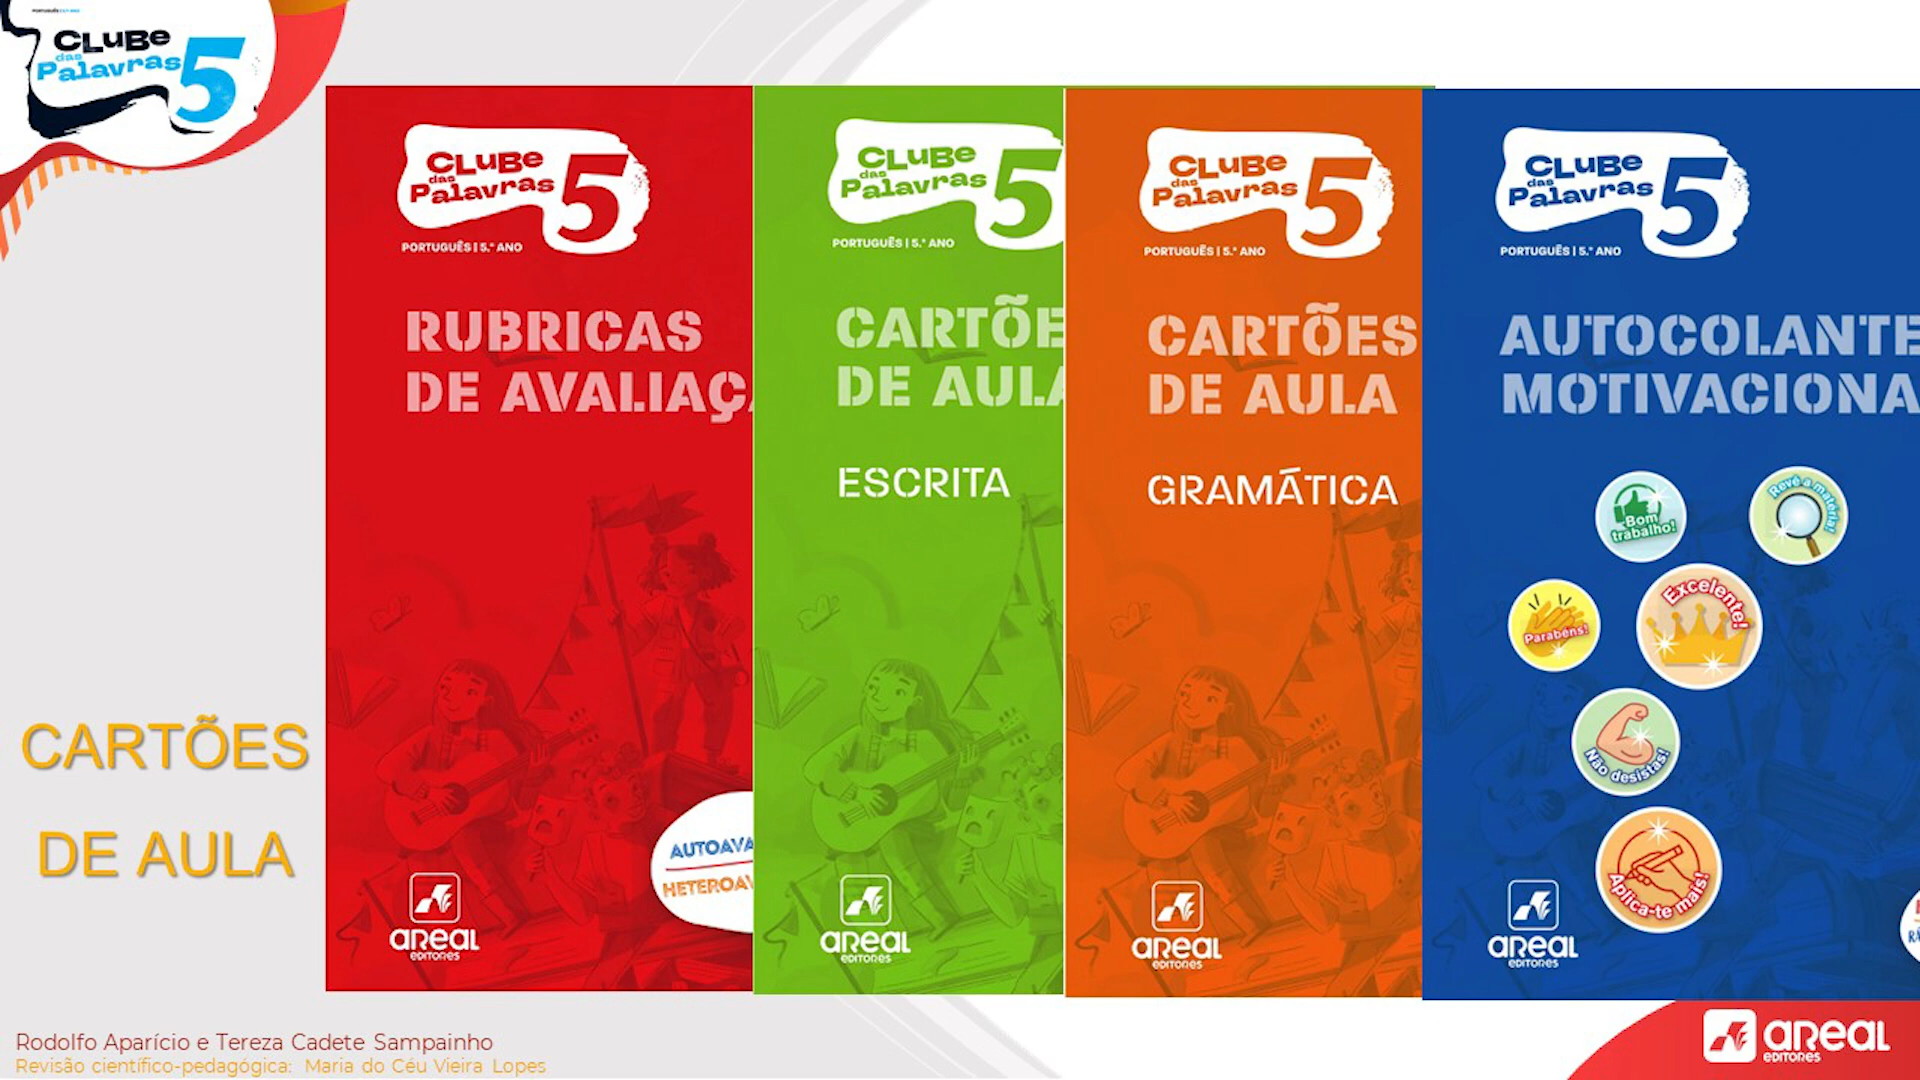 CLUBE
das
Palavras 5
CLUBE
das
Palavras 5
PORTUGUÊS | 5.º ANO
RUBRICAS
DE AVALIAÇ
AUTOAVA
HETEROAV
AREAL
EDITORES
CLUBE
das
Palavras 5
PORTUGUÊS | 5.º ANO
CARTÕE
DE AULA
ESCRITA
AREAL
EDITORES
CLUBE
das
Palavras 5
PORTUGUÊS | 5.º ANO
CARTÕES
DE AULA
GRAMÁTICA
AREAL
EDITORES
CLUBE
das
Palavras 5
PORTUGUÊS | 5.º ANO
AUTOCOLANTE
MOTIVACIONA
Bom
trabalho!
Revê a matéria!
Parabéns!
Excelente!
Não desistas!
Aplica-te mais!
AREAL
EDITORES
CARTÕES
DE AULA
Rodolfo Aparício e Tereza Cadete Sampainho
Revisão científico-pedagógica: Maria do Céu Vieira Lopes
AREAL
EDITORES